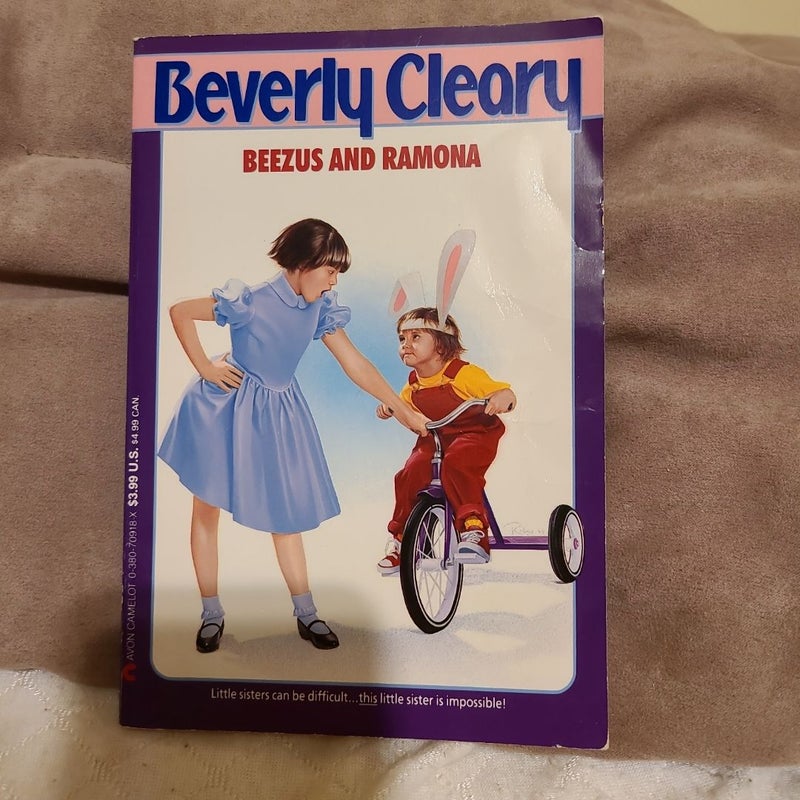 Beverly Cleary
BEEZUS AND RAMONA
AVON CAMELOT 0-380-70918-X $3.99 U.S. $4.99 CAN.
Little sisters can be difficult...this little sister is impossible!